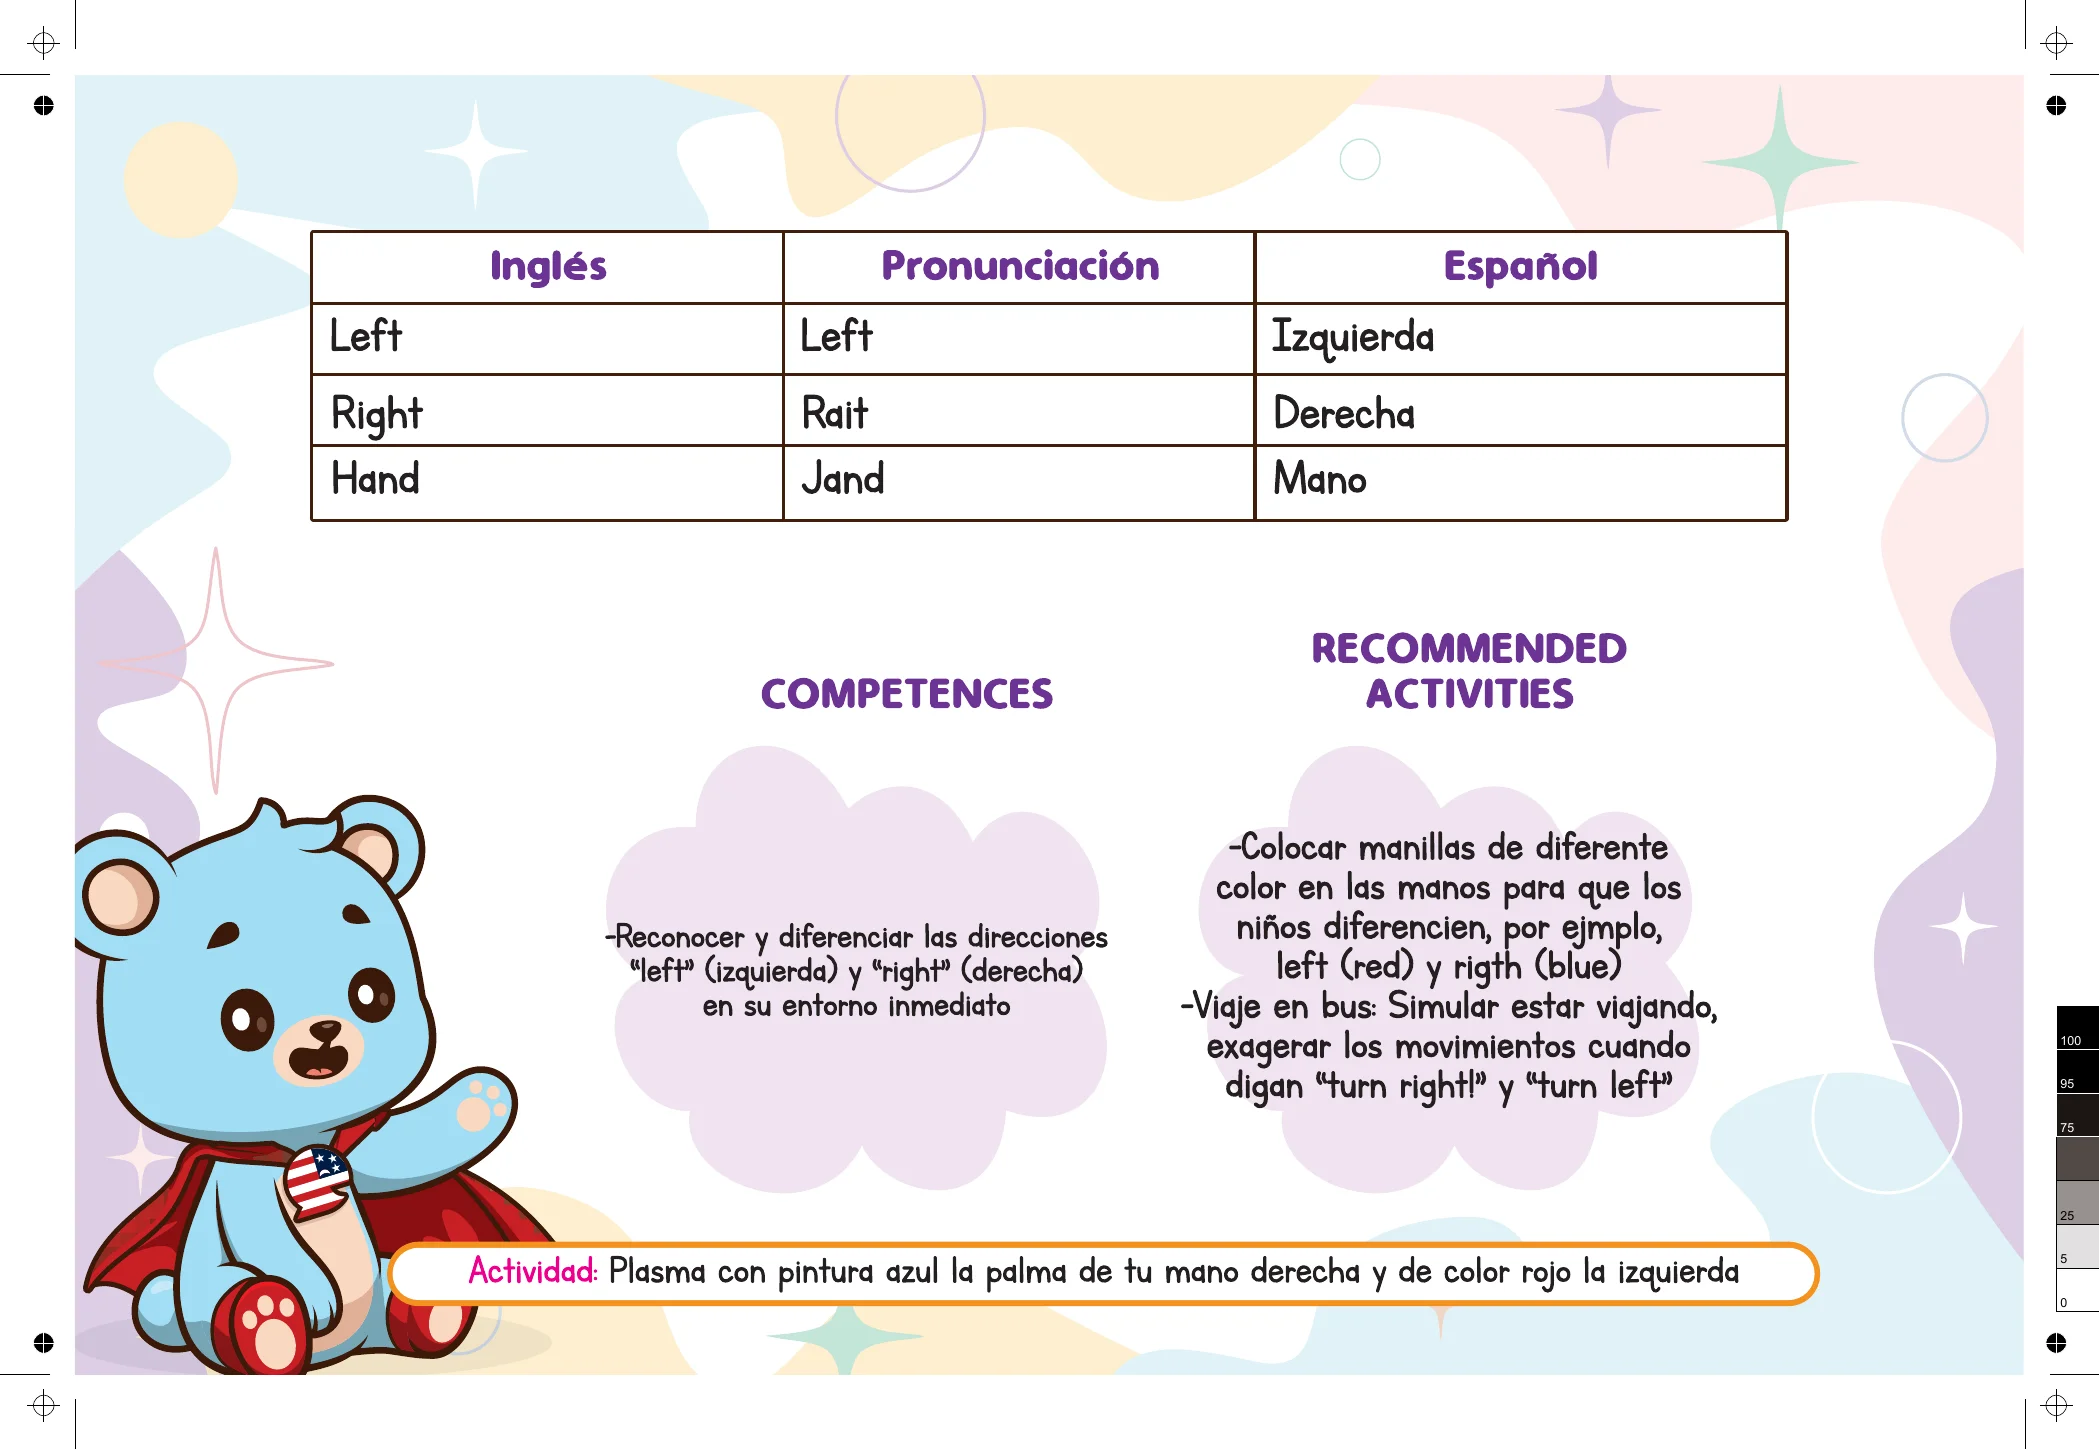 Inglés Pronunciación Español
Left Left Izquierda
Right Rait Derecha
Hand Jand Mano
COMPETENCES
-Reconocer y diferenciar las direcciones
“left” (izquierda) y “right” (derecha)
en su entorno inmediato
RECOMMENDED
ACTIVITIES
-Colocar manillas de diferente
color en las manos para que los
niños diferencien, por ejmplo,
left (red) y rigth (blue)
-Viaje en bus: Simular estar viajando,
exagerar los movimientos cuando
digan “turn right!” y “turn left”
Actividad: Plasma con pintura azul la palma de tu mano derecha y de color rojo la izquierda
100
95
75
25
5
0